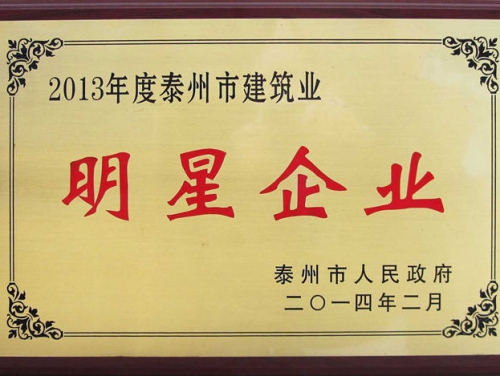 2013年度泰州市建筑业
明星企业
泰州市人民政府
二〇一四年二月